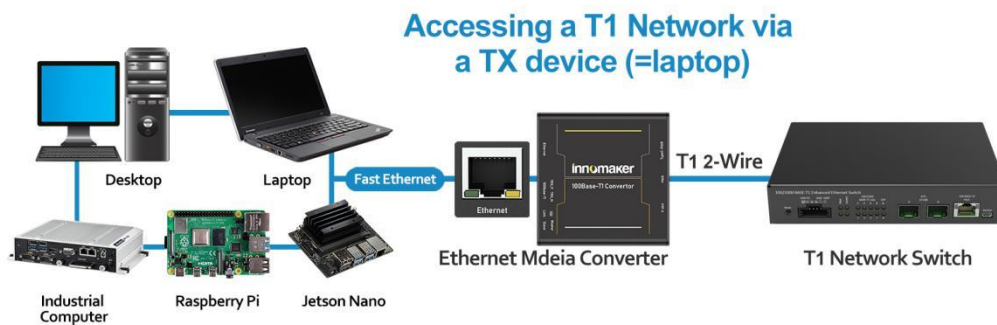 Accessing a T1 Network via
a TX device (=laptop)
Desktop
Laptop
Fast Ethernet
Ethernet
innomaker
100Base-T1 Convertor
T1 2-Wire
Ethernet Mdeia Converter
T1 Network Switch
Industrial
Computer
Raspberry Pi
Jetson Nano